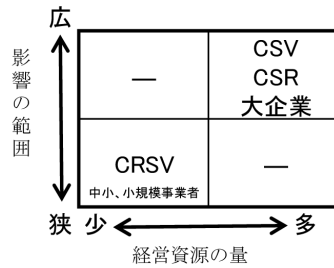 広
影響の範囲
―
CSV
CSR
大企業
CRSV
中小、小規模事業者
―
狭 少 多
経営資源の量